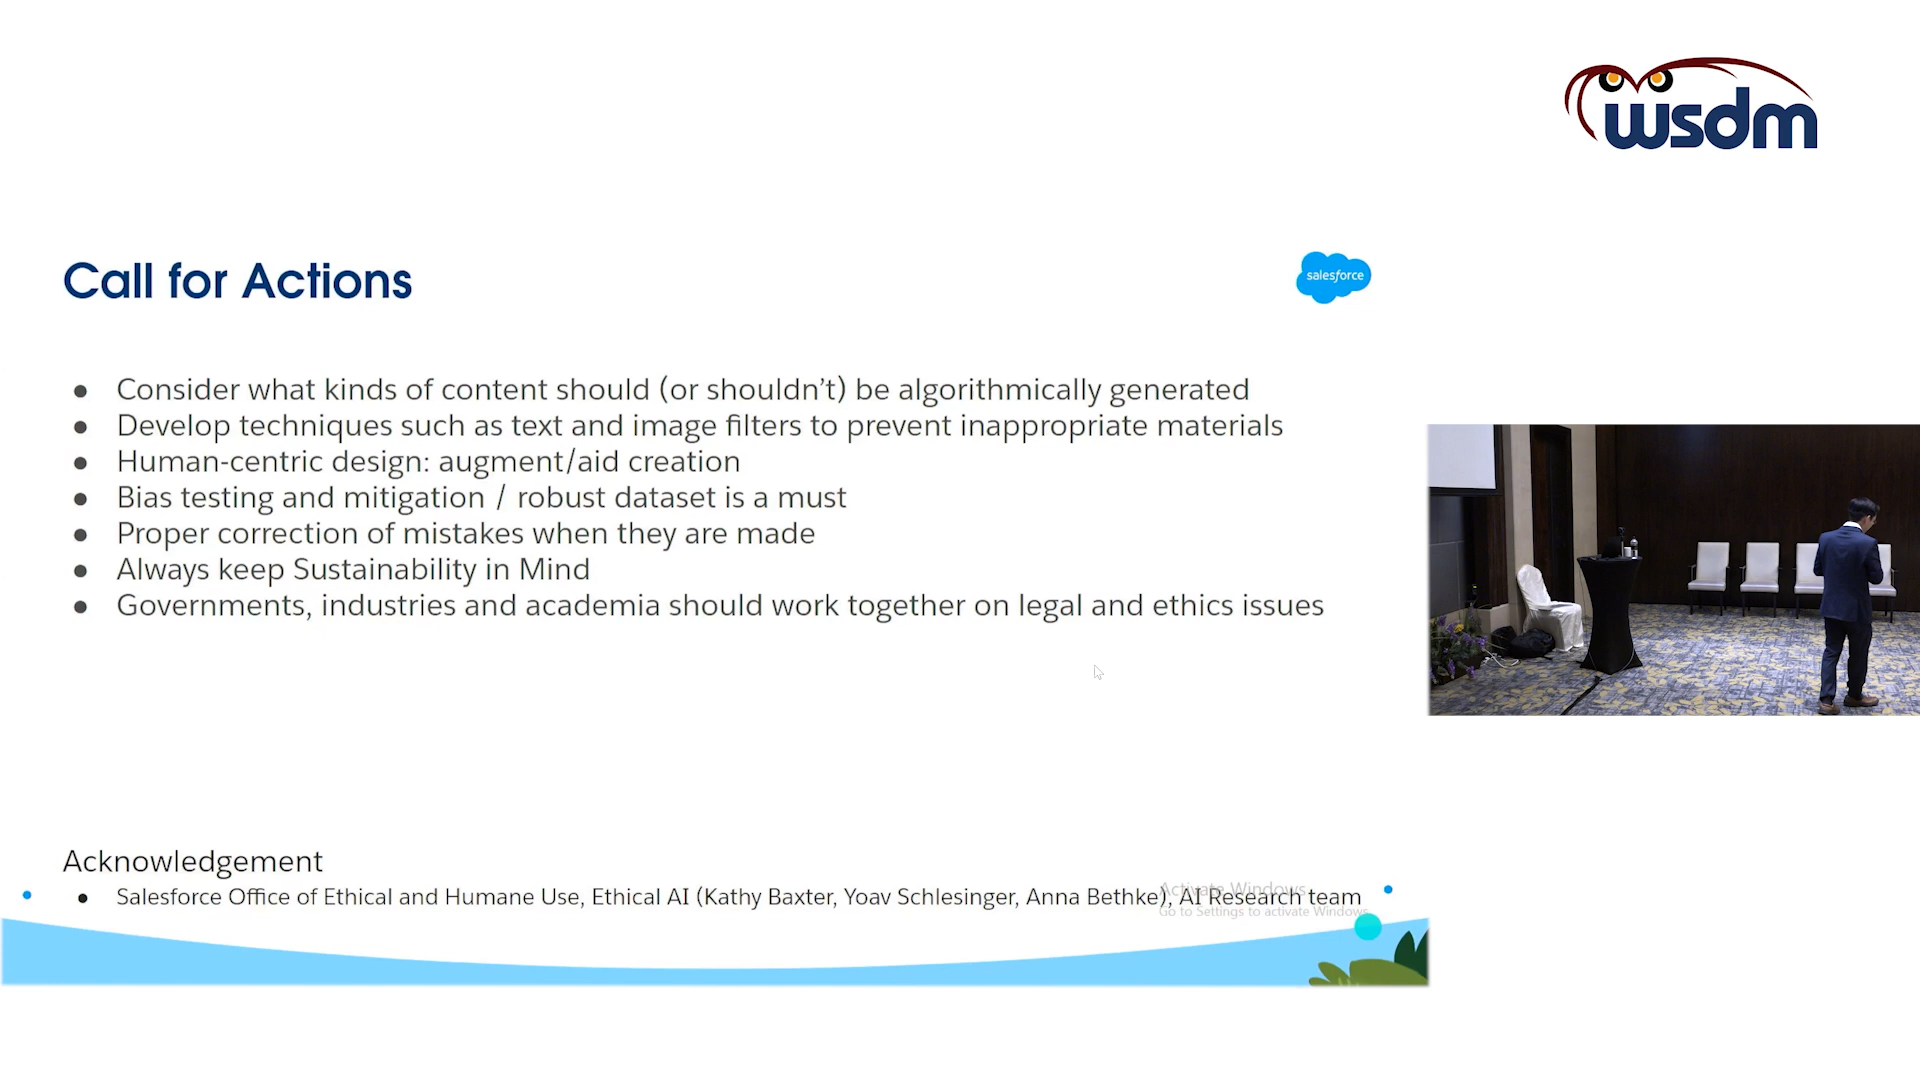 wsdm
Call for Actions
salesforce
● Consider what kinds of content should (or shouldn’t) be algorithmically generated
● Develop techniques such as text and image filters to prevent inappropriate materials
● Human-centric design: augment/aid creation
● Bias testing and mitigation / robust dataset is a must
● Proper correction of mistakes when they are made
● Always keep Sustainability in Mind
● Governments, industries and academia should work together on legal and ethics issues
Acknowledgement
● Salesforce Office of Ethical and Humane Use, Ethical AI (Kathy Baxter, Yoav Schlesinger, Anna Bethke), AI Research team
Activate Windows
Go to Settings to activate Windows.